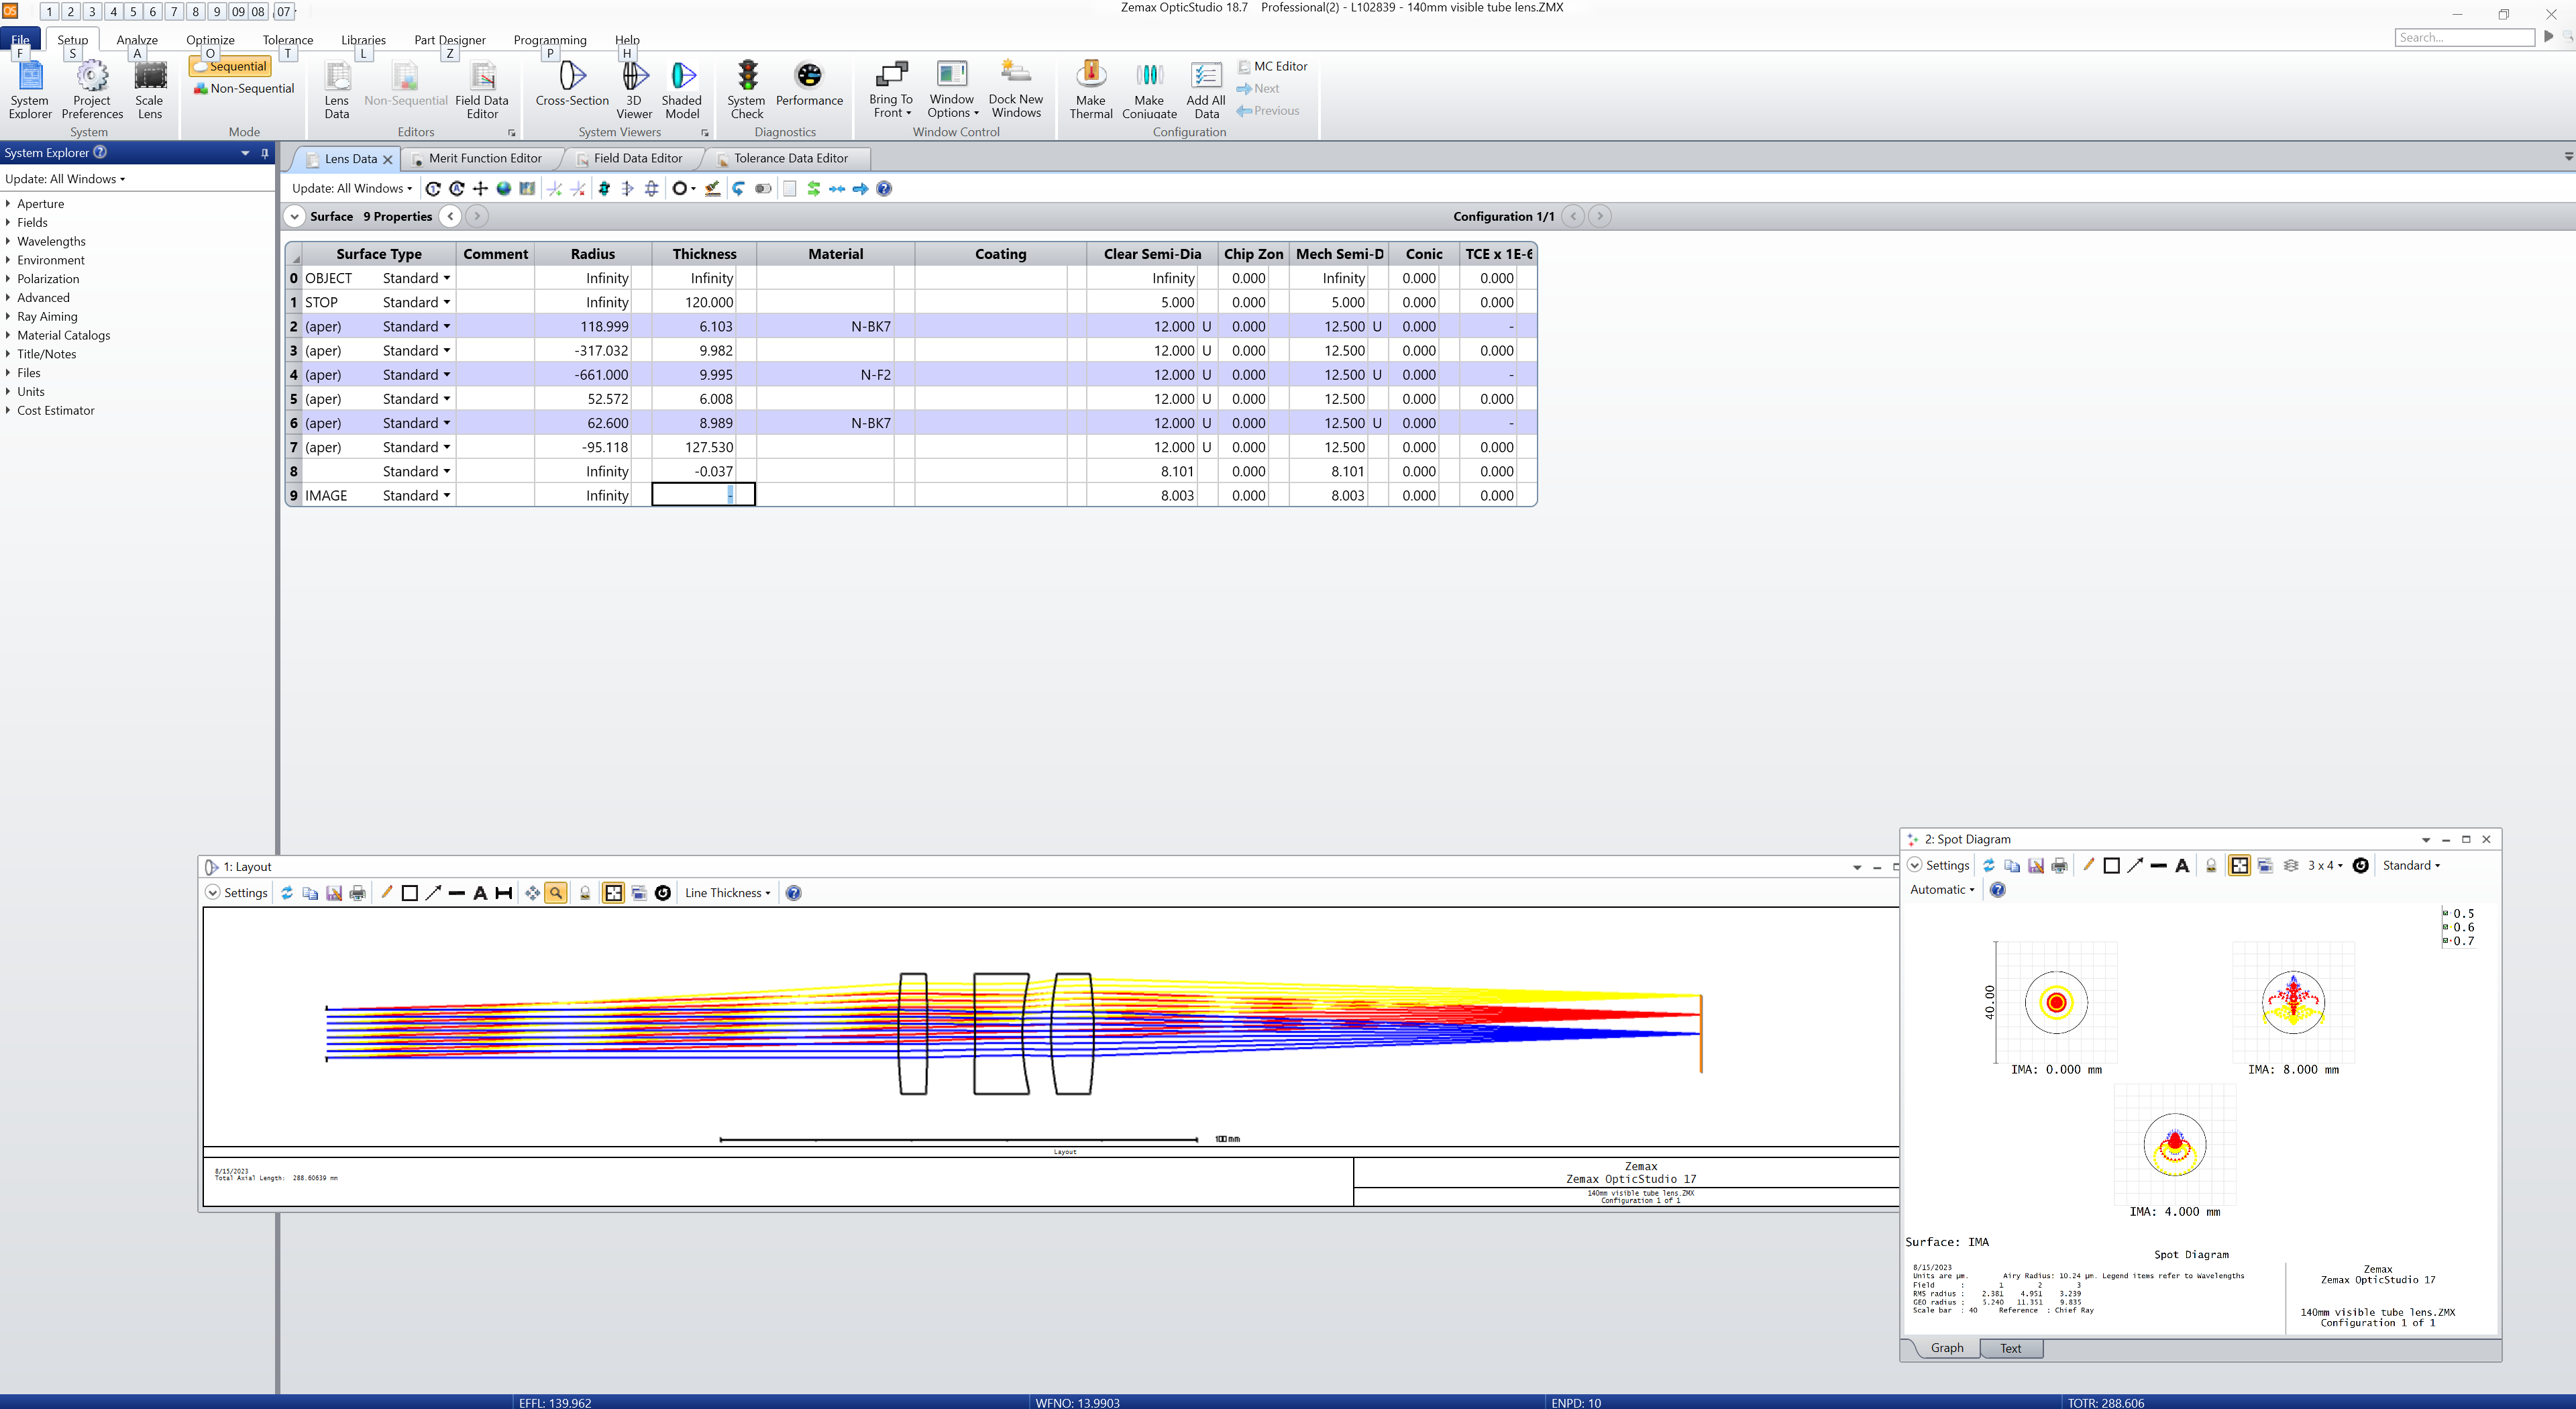 OS 1 2 3 4 5 6 7 8 9 09 08 07 Zemax OpticStudio 18.7 Professional(2) - L102839 - 140mm visible tube lens.ZMX
File Setup Analyze Optimize Tolerance Libraries Part Designer Programming Help Search...
F S A O T L Z P H
System Explorer
Project Preferences
Scale Lens
System
Sequential
Non-Sequential
Mode
Lens Data
Non-Sequential
Field Data Editor
Editors
Cross-Section
3D Viewer
Shaded Model
System Viewers
System Check
Performance
Diagnostics
Bring To Front
Window Options
Dock New Windows
Window Control
Make Thermal
Make Conjugate
Add All Data
MC Editor
Next
Previous
Configuration
System Explorer
Update: All Windows
Aperture
Fields
Wavelengths
Environment
Polarization
Advanced
Ray Aiming
Material Catalogs
Title/Notes
Files
Units
Cost Estimator
Lens Data Merit Function Editor Field Data Editor Tolerance Data Editor
Update: All Windows
Surface 9 Properties Configuration 1/1
Surface Type Comment Radius Thickness Material Coating Clear Semi-Dia Chip Zon Mech Semi-D Conic TCE x 1E-6
0 OBJECT Standard Infinity Infinity Infinity 0.000 Infinity 0.000 0.000
1 STOP Standard Infinity 120.000 5.000 0.000 5.000 0.000 0.000
2 (aper) Standard 118.999 6.103 N-BK7 12.000 U 0.000 12.500 U 0.000 -
3 (aper) Standard -317.032 9.982 12.000 U 0.000 12.500 0.000 0.000
4 (aper) Standard -661.000 9.995 N-F2 12.000 U 0.000 12.500 U 0.000 -
5 (aper) Standard 52.572 6.008 12.000 U 0.000 12.500 0.000 0.000
6 (aper) Standard 62.600 8.989 N-BK7 12.000 U 0.000 12.500 U 0.000 -
7 (aper) Standard -95.118 127.530 12.000 U 0.000 12.500 0.000 0.000
8 Standard Infinity -0.037 8.101 0.000 8.101 0.000 0.000
9 IMAGE Standard Infinity - 8.003 0.000 8.003 0.000 0.000
1: Layout
Settings Line Thickness
100 mm
Layout
8/15/2023
Total Axial Length: 288.60639 mm
Zemax
Zemax OpticStudio 17
140mm visible tube lens.ZMX
Configuration 1 of 1
2: Spot Diagram
Settings 3 x 4 Standard
Automatic
0.5
0.6
0.7
40.00
IMA: 0.000 mm
IMA: 8.000 mm
IMA: 4.000 mm
Surface: IMA
Spot Diagram
8/15/2023
Units are µm. Airy Radius: 10.24 µm. Legend items refer to Wavelengths
Field : 1 2 3
RMS radius : 2.381 4.951 3.239
GEO radius : 5.240 11.351 9.835
Scale bar : 40 Reference : Chief Ray
Zemax
Zemax OpticStudio 17
140mm visible tube lens.ZMX
Configuration 1 of 1
Graph Text
EFFL: 139.962 WFNO: 13.9903 ENPD: 10 TOTR: 288.606